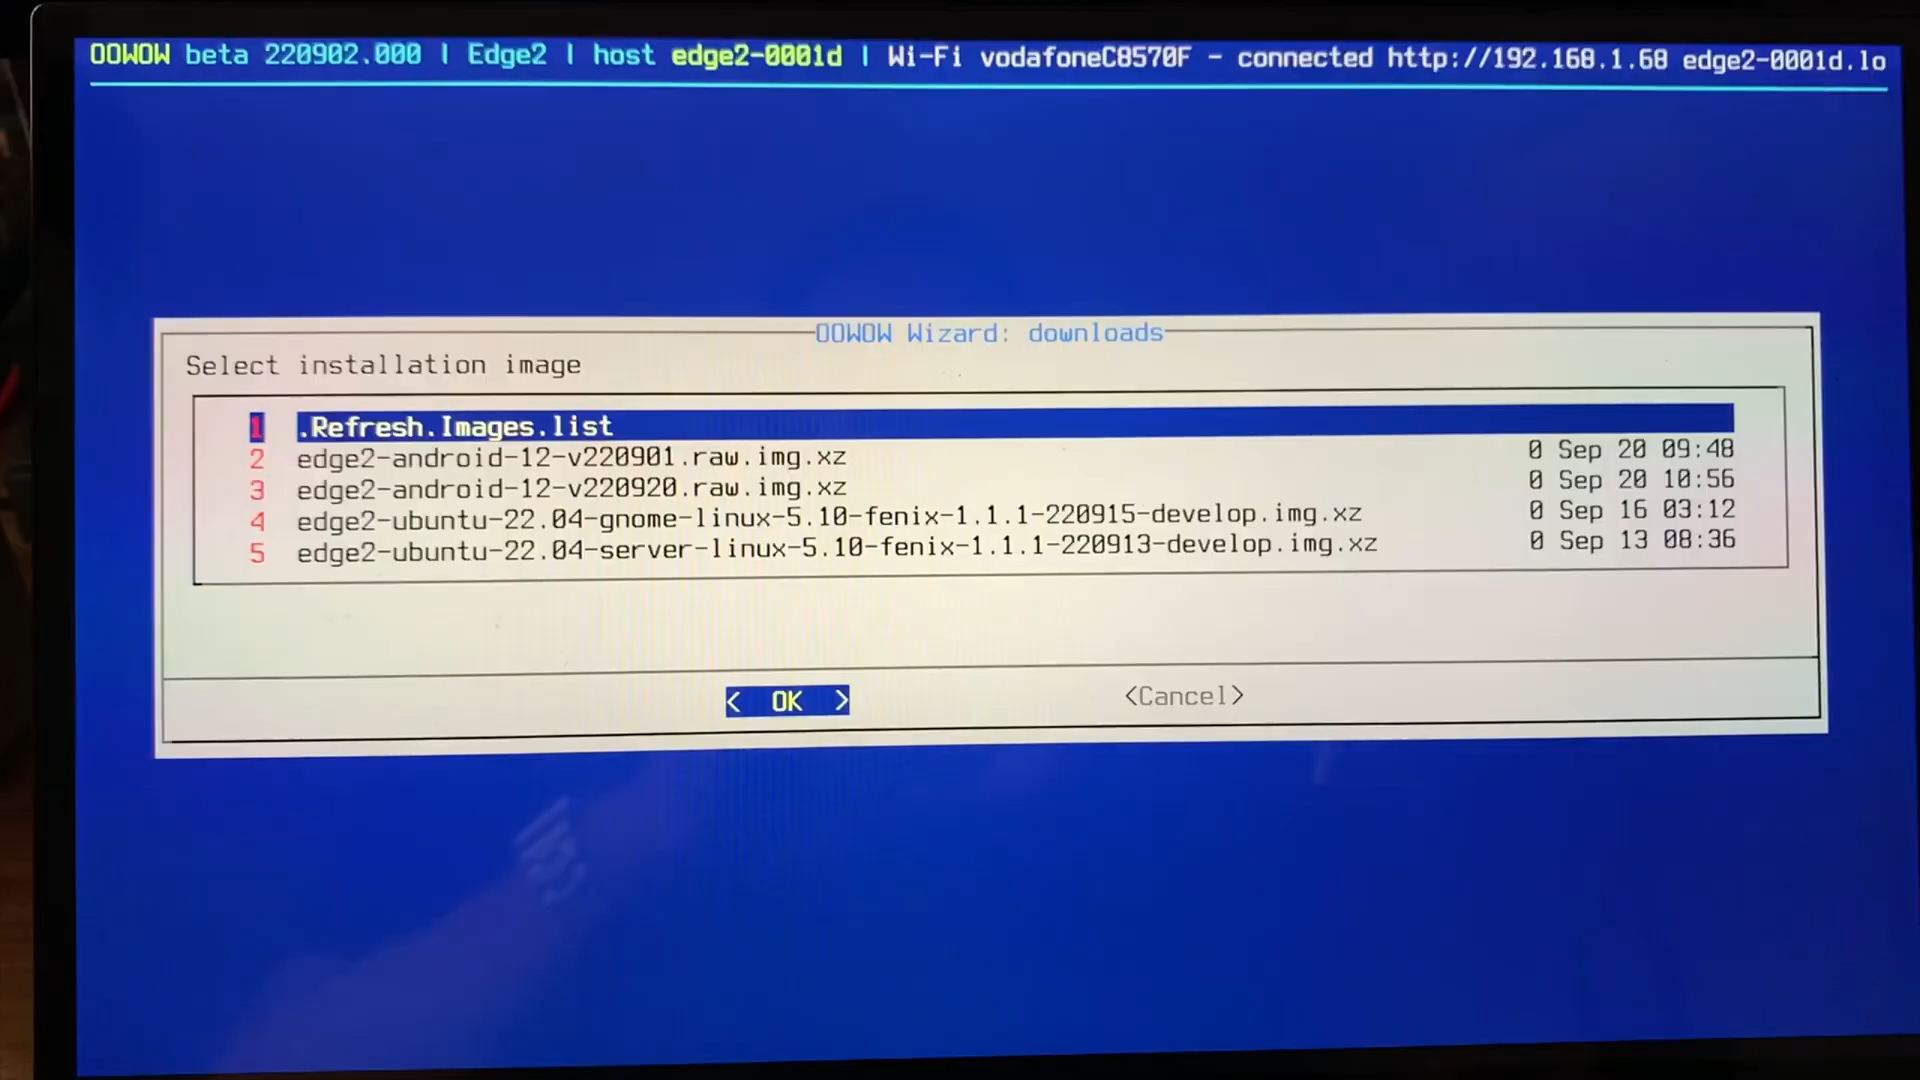 OOWOW beta 220902.000 | Edge2 | host edge2-0001d | Wi-Fi vodafoneC8570F - connected http://192.168.1.68 edge2-0001d.lo
OOWOW Wizard: downloads
Select installation image
1 .Refresh.Images.list
2 edge2-android-12-v220901.raw.img.xz 0 Sep 20 09:48
3 edge2-android-12-v220920.raw.img.xz 0 Sep 20 10:56
4 edge2-ubuntu-22.04-gnome-linux-5.10-fenix-1.1.1-220915-develop.img.xz 0 Sep 16 03:12
5 edge2-ubuntu-22.04-server-linux-5.10-fenix-1.1.1-220913-develop.img.xz 0 Sep 13 08:36
< OK > <Cancel>